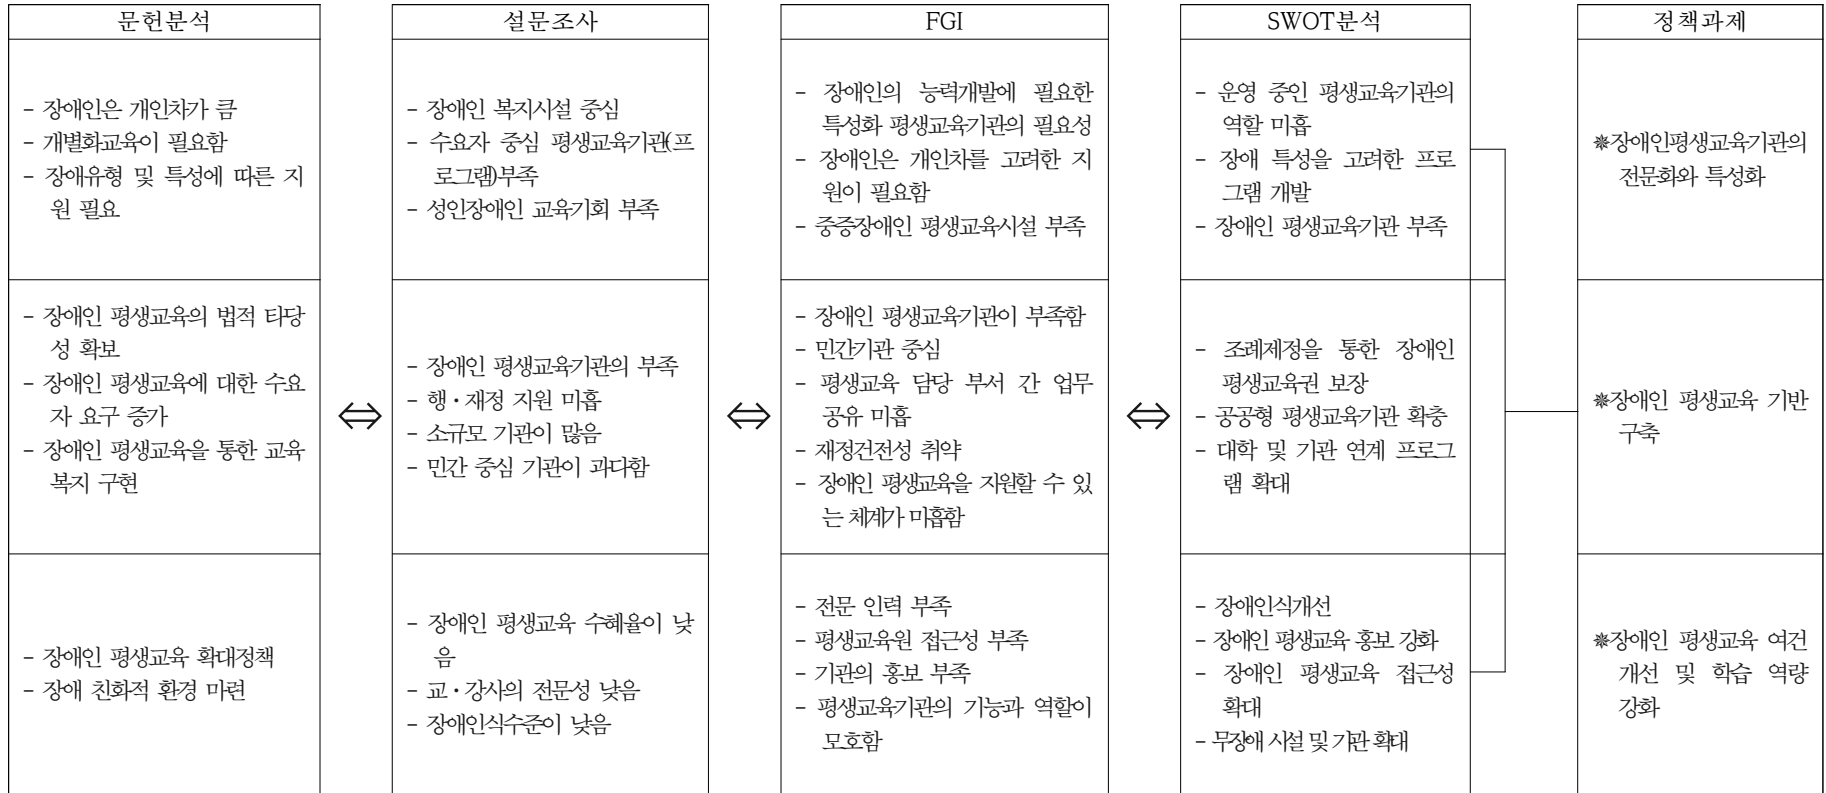 문헌분석
- 장애인은 개인차가 큼
- 개별화교육이 필요함
- 장애유형 및 특성에 따른 지
원 필요
- 장애인 평생교육의 법적 타당
성 확보
- 장애인 평생교육에 대한 수요
자 요구 증가
- 장애인 평생교육을 통한 교육
복지 구현
- 장애인 평생교육 확대정책
- 장애 친화적 환경 마련
⇔
설문조사
- 장애인 복지시설 중심
- 수요자 중심 평생교육기관(프
로그램)부족
- 성인장애인 교육기회 부족
- 장애인 평생교육기관의 부족
- 행·재정 지원 미흡
- 소규모 기관이 많음
- 민간 중심 기관이 과다함
- 장애인 평생교육 수혜율이 낮
음
- 교·강사의 전문성 낮음
- 장애인식수준이 낮음
⇔
FGI
- 장애인의 능력개발에 필요한
특성화 평생교육기관의 필요성
- 장애인은 개인차를 고려한 지
원이 필요함
- 중증장애인 평생교육시설 부족
- 장애인 평생교육기관이 부족함
- 민간기관 중심
- 평생교육 담당 부서 간 업무
공유 미흡
- 재정건전성 취약
- 장애인 평생교육을 지원할 수 있
는 체계가 미흡함
- 전문 인력 부족
- 평생교육원 접근성 부족
- 기관의 홍보 부족
- 평생교육기관의 기능과 역할이
모호함
⇔
SWOT분석
- 운영 중인 평생교육기관의
역할 미흡
- 장애 특성을 고려한 프로
그램 개발
- 장애인 평생교육기관 부족
- 조례제정을 통한 장애인
평생교육권 보장
- 공공형 평생교육기관 확충
- 대학 및 기관 연계 프로그
램 확대
- 장애인식개선
- 장애인 평생교육 홍보 강화
- 장애인 평생교육 접근성
확대
- 무장애 시설 및 기관 확대
정책과제
※장애인평생교육기관의
전문화와 특성화
※장애인 평생교육 기반
구축
※장애인 평생교육 여건
개선 및 학습 역량
강화